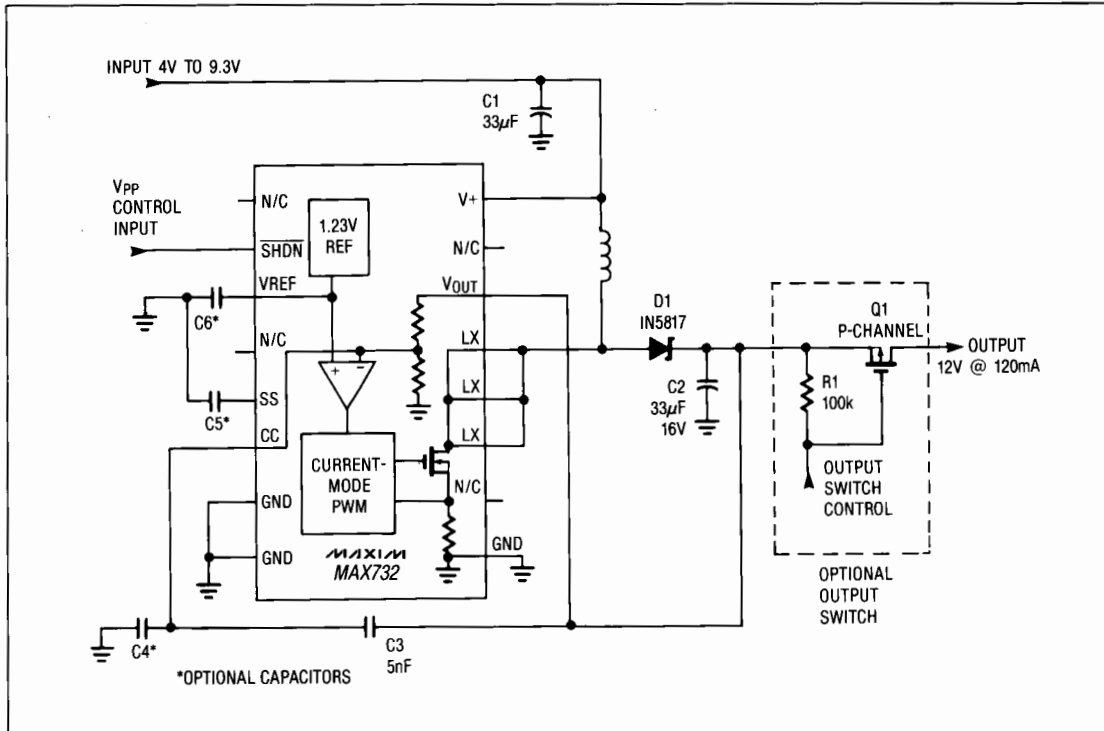 INPUT 4V TO 9.3V
C1
33µF
VPP
CONTROL
INPUT
N/C
1.23V
REF
V+
SHDN
N/C
VREF
VOUT
C6*
N/C
LX
D1
IN5817
Q1
P-CHANNEL
OUTPUT
12V @ 120mA
+
-
LX
C2
33µF
16V
R1
100k
SS
C5*
CC
LX
CURRENT-
MODE
PWM
N/C
OUTPUT
SWITCH
CONTROL
GND
GND
GND
MAXIM
MAX732
OPTIONAL
OUTPUT
SWITCH
C4*
C3
5nF
*OPTIONAL CAPACITORS